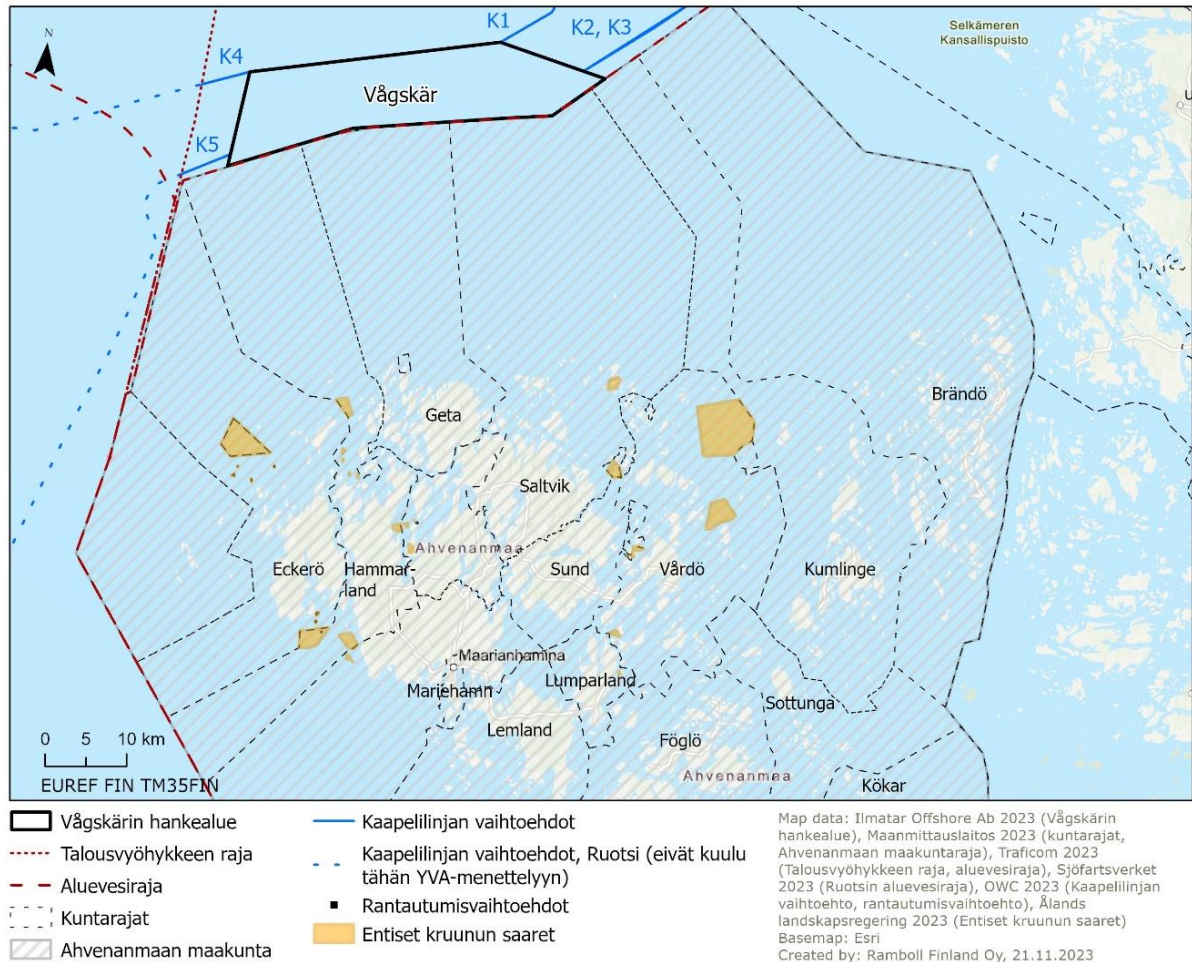 K1
K2, K3
Selkämeren
Kansallispuisto
N
K4
Vågskär
U
K5
Brändö
Geta
Saltvik
Ahvenanmaa
Eckerö
Hammar-
land
Sund
Vårdö
Kumlinge
Maarianhamina
Mariehamn
Lumparland
Sottunga
Lemland
Föglö
Ahvenanmaa
Kökar
0 5 10 km
EUREF FIN TM35FIN
Vågskärin hankealue
Talousvyöhykkeen raja
Aluevesiraja
Kuntarajat
Ahvenanmaan maakunta
Kaapelilinjan vaihtoehdot
Kaapelilinjan vaihtoehdot, Ruotsi (eivät kuulu
tähän YVA-menettelyyn)
Rantautumisvaihtoehdot
Entiset kruunun saaret
Map data: Ilmatar Offshore Ab 2023 (Vågskärin
hankealue), Maanmittauslaitos 2023 (kuntarajat,
Ahvenanmaan maakuntaraja), Traficom 2023
(Talousvyöhykkeen raja, aluevesiraja), Sjöfartsverket
2023 (Ruotsin aluevesiraja), OWC 2023 (Kaapelilinjan
vaihtoehto, rantautumisvaihtoehto), Ålands
landskapsregering 2023 (Entiset kruunun saaret)
Basemap: Esri
Created by: Ramboll Finland Oy, 21.11.2023